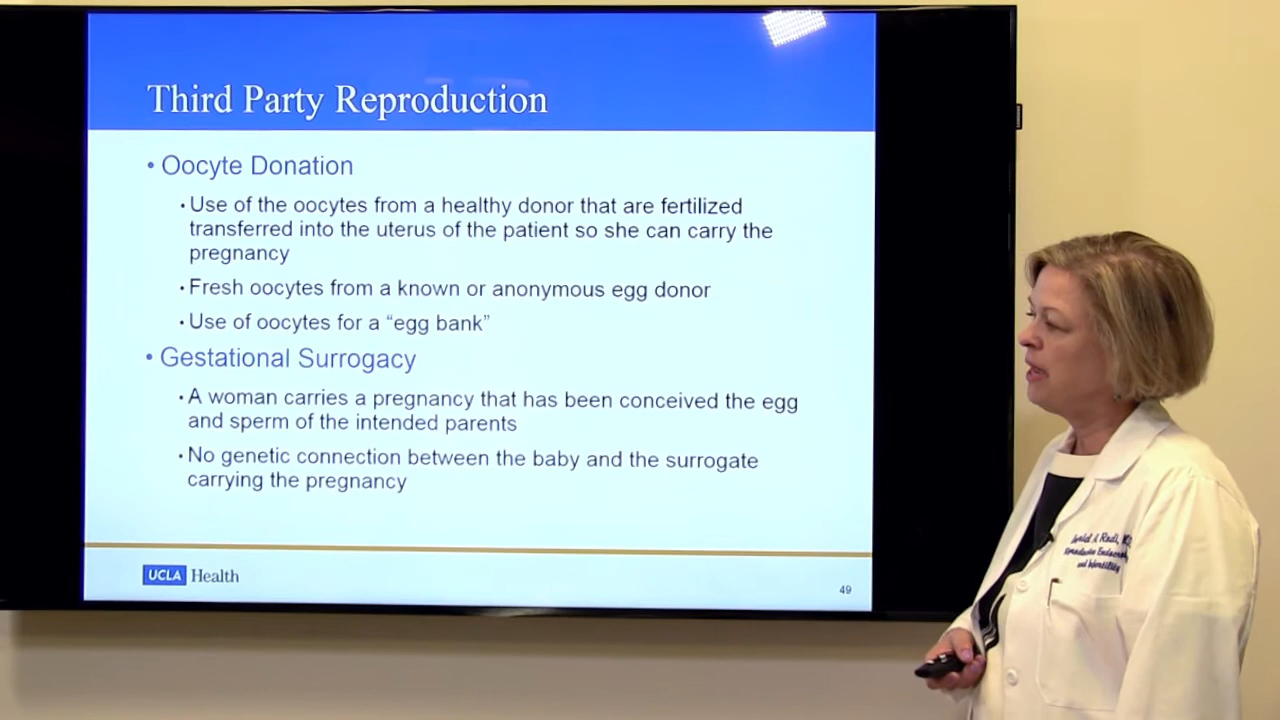 Third Party Reproduction
• Oocyte Donation
• Use of the oocytes from a healthy donor that are fertilized
transferred into the uterus of the patient so she can carry the
pregnancy
• Fresh oocytes from a known or anonymous egg donor
• Use of oocytes for a “egg bank”
• Gestational Surrogacy
• A woman carries a pregnancy that has been conceived the egg
and sperm of the intended parents
• No genetic connection between the baby and the surrogate
carrying the pregnancy
UCLA Health
49
and Infertility